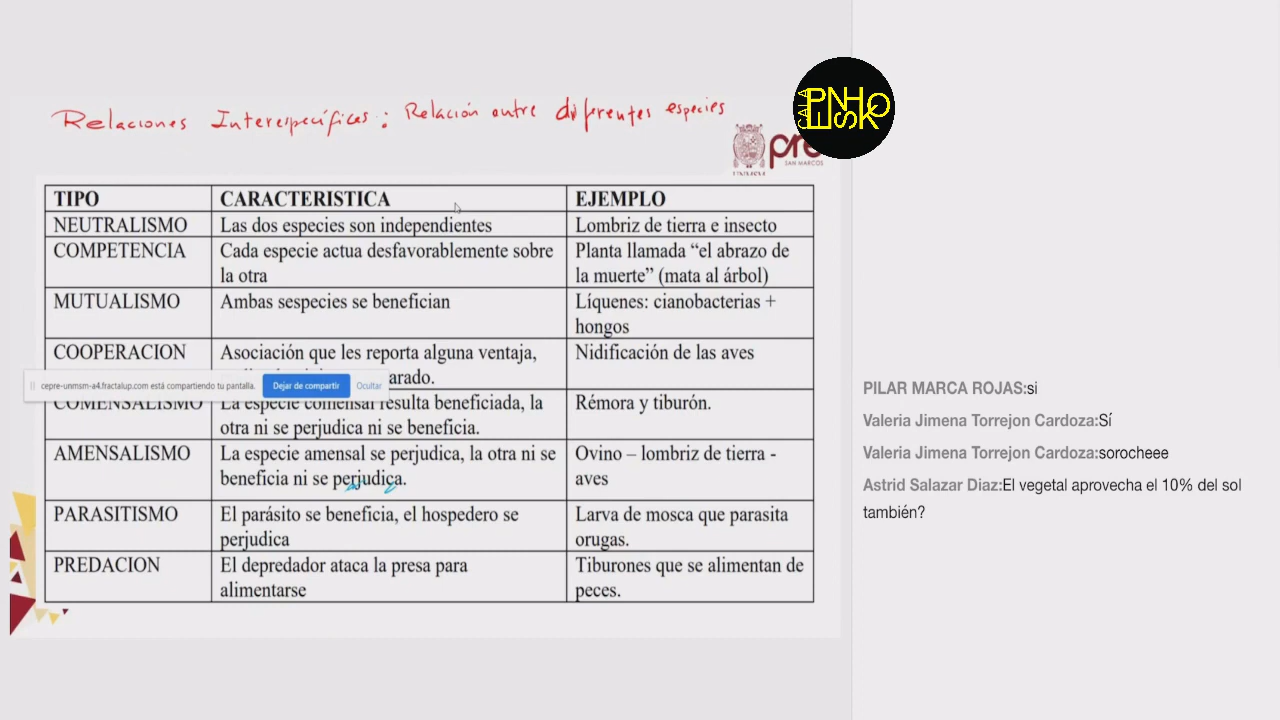 Relaciones Interespecíficas: Relación entre diferentes especies
CALA
PENHOSKO
pre
SAN MARCOS
UNMSM
TIPO CARACTERISTICA EJEMPLO
NEUTRALISMO Las dos especies son independientes Lombriz de tierra e insecto
COMPETENCIA Cada especie actua desfavorablemente sobre Planta llamada “el abrazo de
la otra la muerte” (mata al árbol)
MUTUALISMO Ambas sespecies se benefician Líquenes: cianobacterias +
hongos
COOPERACION Asociación que les reporta alguna ventaja, Nidificación de las aves
arado.
cepre-unmsm-a4.fractalup.com está compartiendo tu pantalla. Dejar de compartir Ocultar
COMENSALISMO La especie comensal resulta beneficiada, la Rémora y tiburón.
otra ni se perjudica ni se beneficia.
AMENSALISMO La especie amensal se perjudica, la otra ni se Ovino – lombriz de tierra -
beneficia ni se perjudica. aves
PARASITISMO El parásito se beneficia, el hospedero se Larva de mosca que parasita
perjudica orugas.
PREDACION El depredador ataca la presa para Tiburones que se alimentan de
alimentarse peces.
PILAR MARCA ROJAS:si
Valeria Jimena Torrejon Cardoza:Sí
Valeria Jimena Torrejon Cardoza:sorocheee
Astrid Salazar Diaz:El vegetal aprovecha el 10% del sol
también?